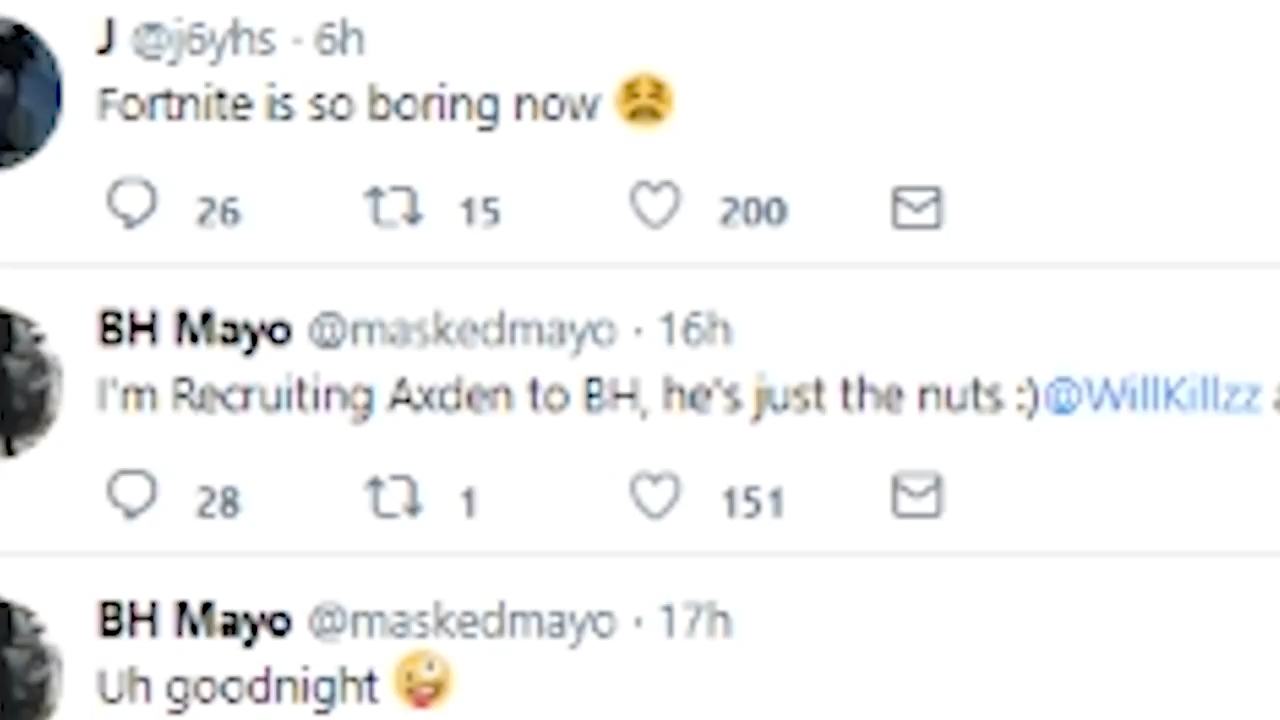 J @j6yhs · 6h
Fortnite is so boring now 😫
26 15 200
BH Mayo @maskedmayo · 16h
I'm Recruiting Axden to BH, he's just the nuts :)@WillKillzz
28 1 151
BH Mayo @maskedmayo · 17h
Uh goodnight 🤪